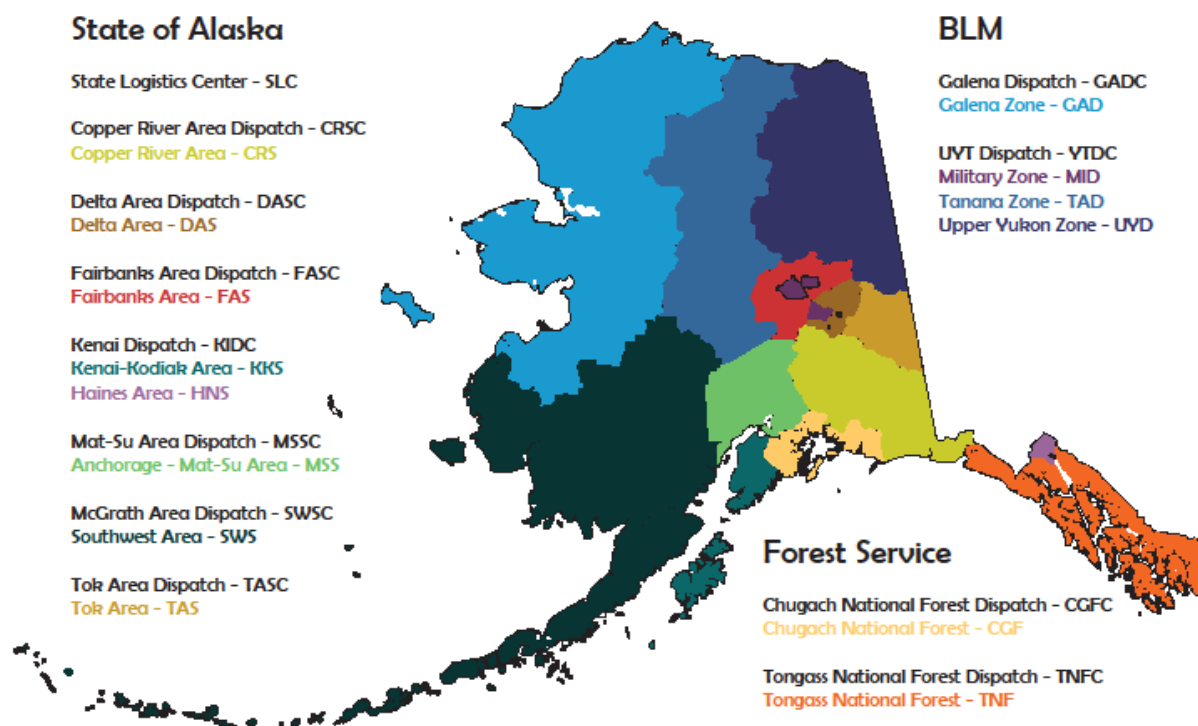 State of Alaska
State Logistics Center - SLC
Copper River Area Dispatch - CRSC
Copper River Area - CRS
Delta Area Dispatch - DASC
Delta Area - DAS
Fairbanks Area Dispatch - FASC
Fairbanks Area - FAS
Kenai Dispatch - KIDC
Kenai-Kodiak Area - KKS
Haines Area - HNS
Mat-Su Area Dispatch - MSSC
Anchorage - Mat-Su Area - MSS
McGrath Area Dispatch - SWSC
Southwest Area - SWS
Tok Area Dispatch - TASC
Tok Area - TAS
BLM
Galena Dispatch - GADC
Galena Zone - GAD
UYT Dispatch - YTDC
Military Zone - MID
Tanana Zone - TAD
Upper Yukon Zone - UYD
Forest Service
Chugach National Forest Dispatch - CGFC
Chugach National Forest - CGF
Tongass National Forest Dispatch - TNFC
Tongass National Forest - TNF